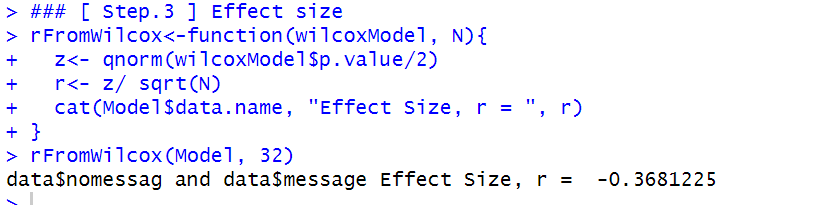 > ### [ Step.3 ] Effect size
> rFromWilcox<-function(wilcoxModel, N){
+   z<- qnorm(wilcoxModel$p.value/2)
+   r<- z/ sqrt(N)
+   cat(Model$data.name, "Effect Size, r = ", r)
+ }
> rFromWilcox(Model, 32)
data$nomessag and data$message Effect Size, r =  -0.3681225
>